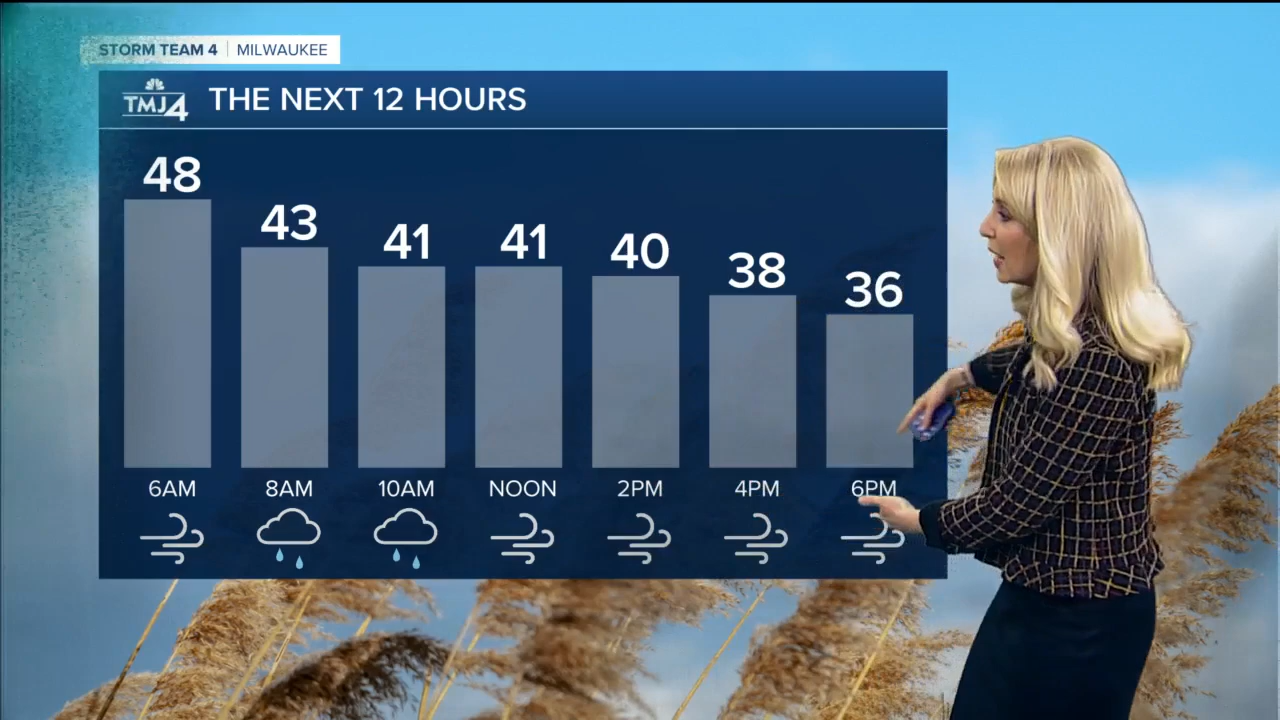 STORM TEAM 4 | MILWAUKEE
TMJ4 THE NEXT 12 HOURS
48 43 41 41 40 38 36
6AM 8AM 10AM NOON 2PM 4PM 6PM